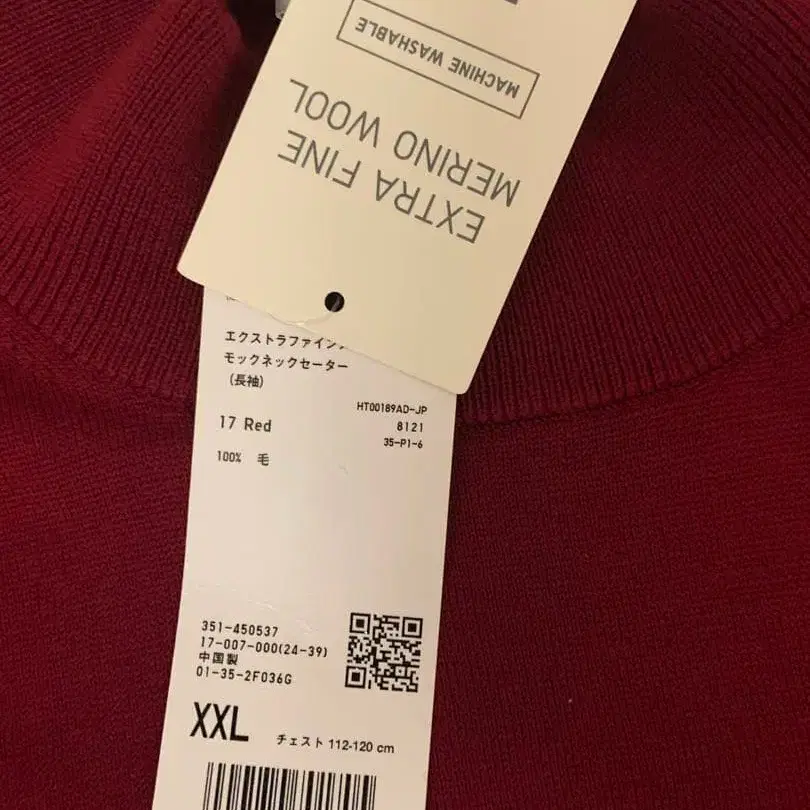 MACHINE WASHABLE
EXTRA FINE
MERINO WOOL
エクストラファイン
モックネックセーター
(長袖)
HT00189AD-JP
17 Red
8121
35-P1-6
100% 毛
351-450537
17-007-000(24-39)
中国製
01-35-2F036G
XXL チェスト 112-120 cm